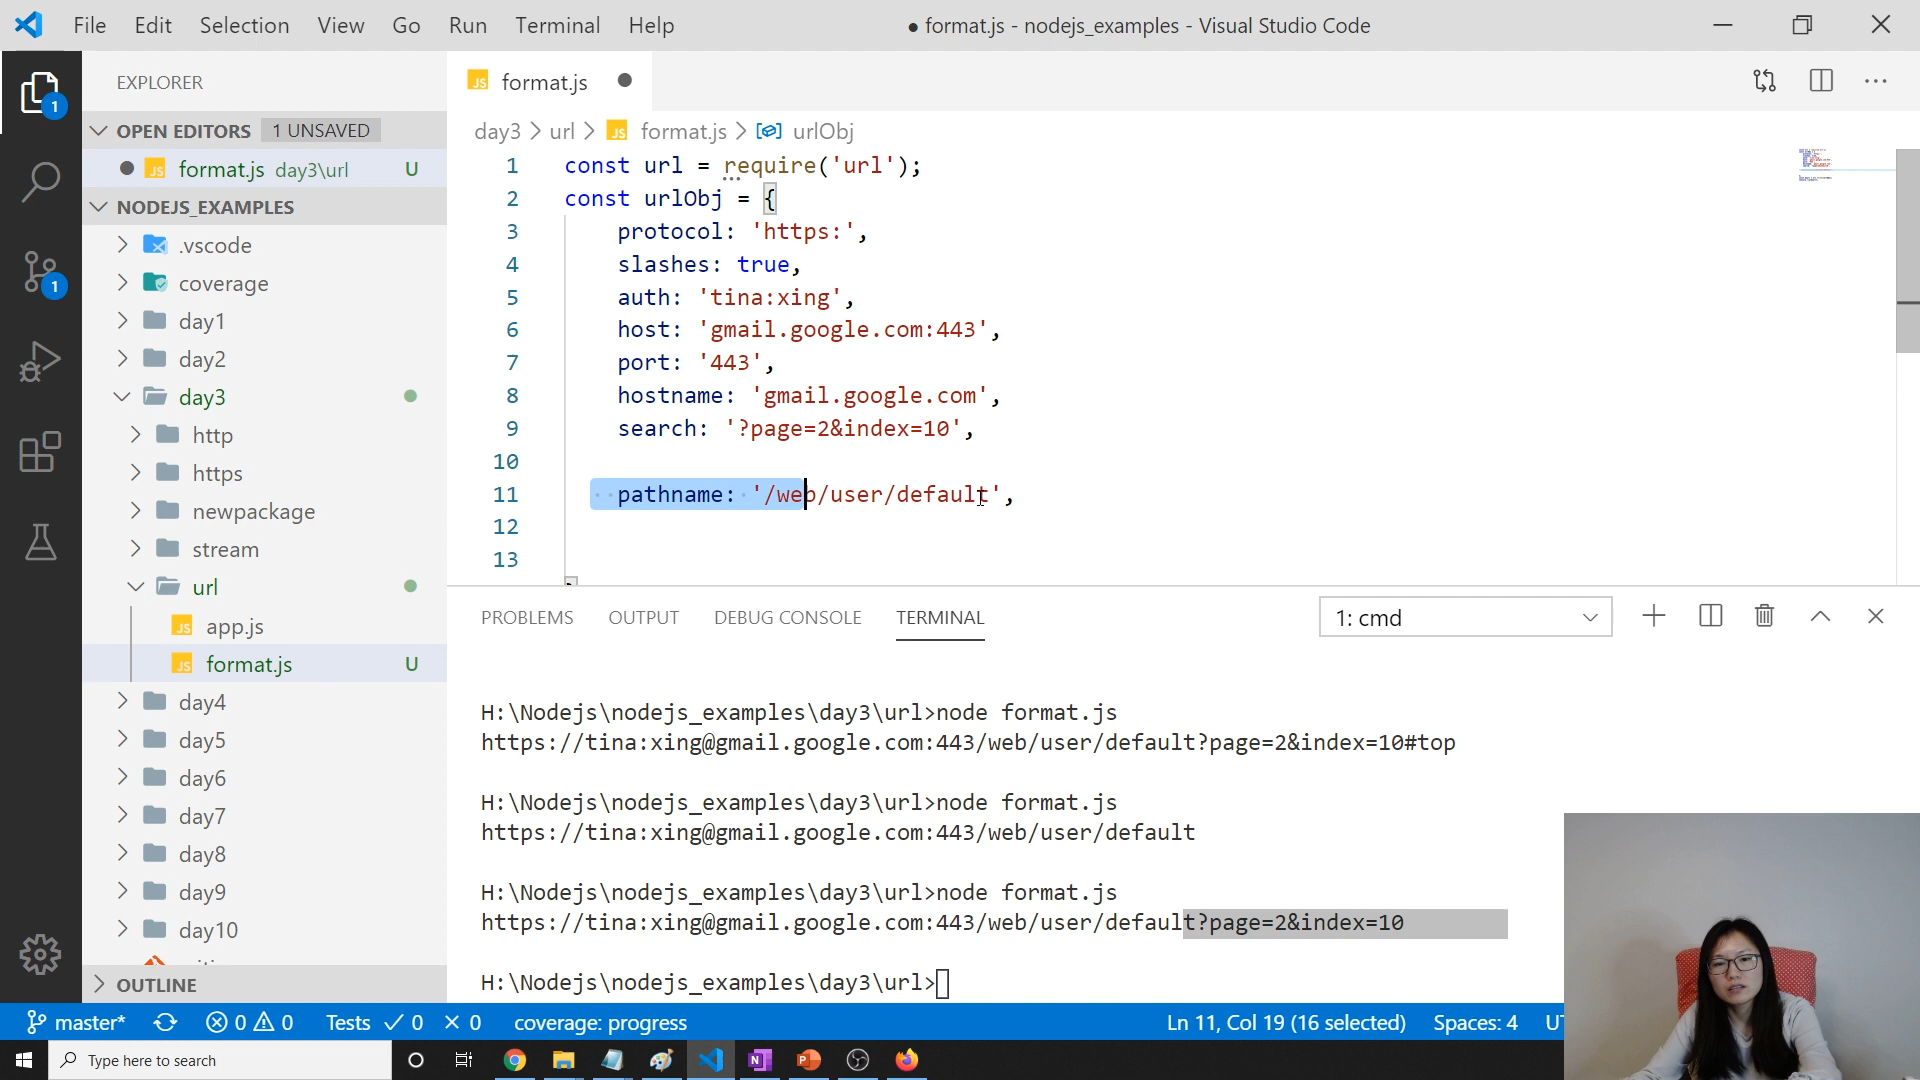 File Edit Selection View Go Run Terminal Help
● format.js - nodejs_examples - Visual Studio Code
EXPLORER
OPEN EDITORS 1 UNSAVED
format.js day3\url U
NODEJS_EXAMPLES
.vscode
coverage
day1
day2
day3
http
https
newpackage
stream
url
app.js
format.js U
day4
day5
day6
day7
day8
day9
day10
OUTLINE
1
1
JS format.js
day3 > url > JS format.js > urlObj
1 const url = require('url');
2 const urlObj = {
3 protocol: 'https:',
4 slashes: true,
5 auth: 'tina:xing',
6 host: 'gmail.google.com:443',
7 port: '443',
8 hostname: 'gmail.google.com',
9 search: '?page=2&index=10',
10
11 pathname: '/web/user/default',
12
13
PROBLEMS OUTPUT DEBUG CONSOLE TERMINAL 1: cmd
H:\Nodejs\nodejs_examples\day3\url>node format.js
https://tina:xing@gmail.google.com:443/web/user/default?page=2&index=10#top
H:\Nodejs\nodejs_examples\day3\url>node format.js
https://tina:xing@gmail.google.com:443/web/user/default
H:\Nodejs\nodejs_examples\day3\url>node format.js
https://tina:xing@gmail.google.com:443/web/user/default?page=2&index=10
H:\Nodejs\nodejs_examples\day3\url>
master* 0 0 Tests 0 0 coverage: progress Ln 11, Col 19 (16 selected) Spaces: 4
Type here to search